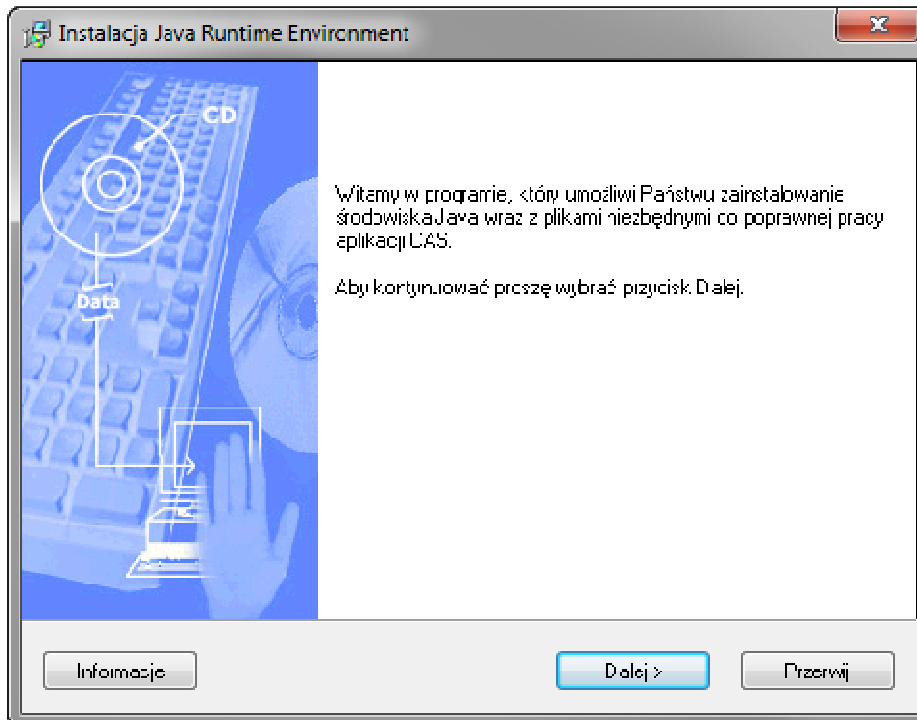 Instalacja Java Runtime Environment
CD
Data
Witamy w programie, który umożliwi Państwu zainstalowanie
środowiska Java wraz z plikami niezbędnymi do poprawnej pracy
aplikacji
Aby kontynuować proszę wybrać przycisk Dalej.
Informacje
Dalej >
Przerwij